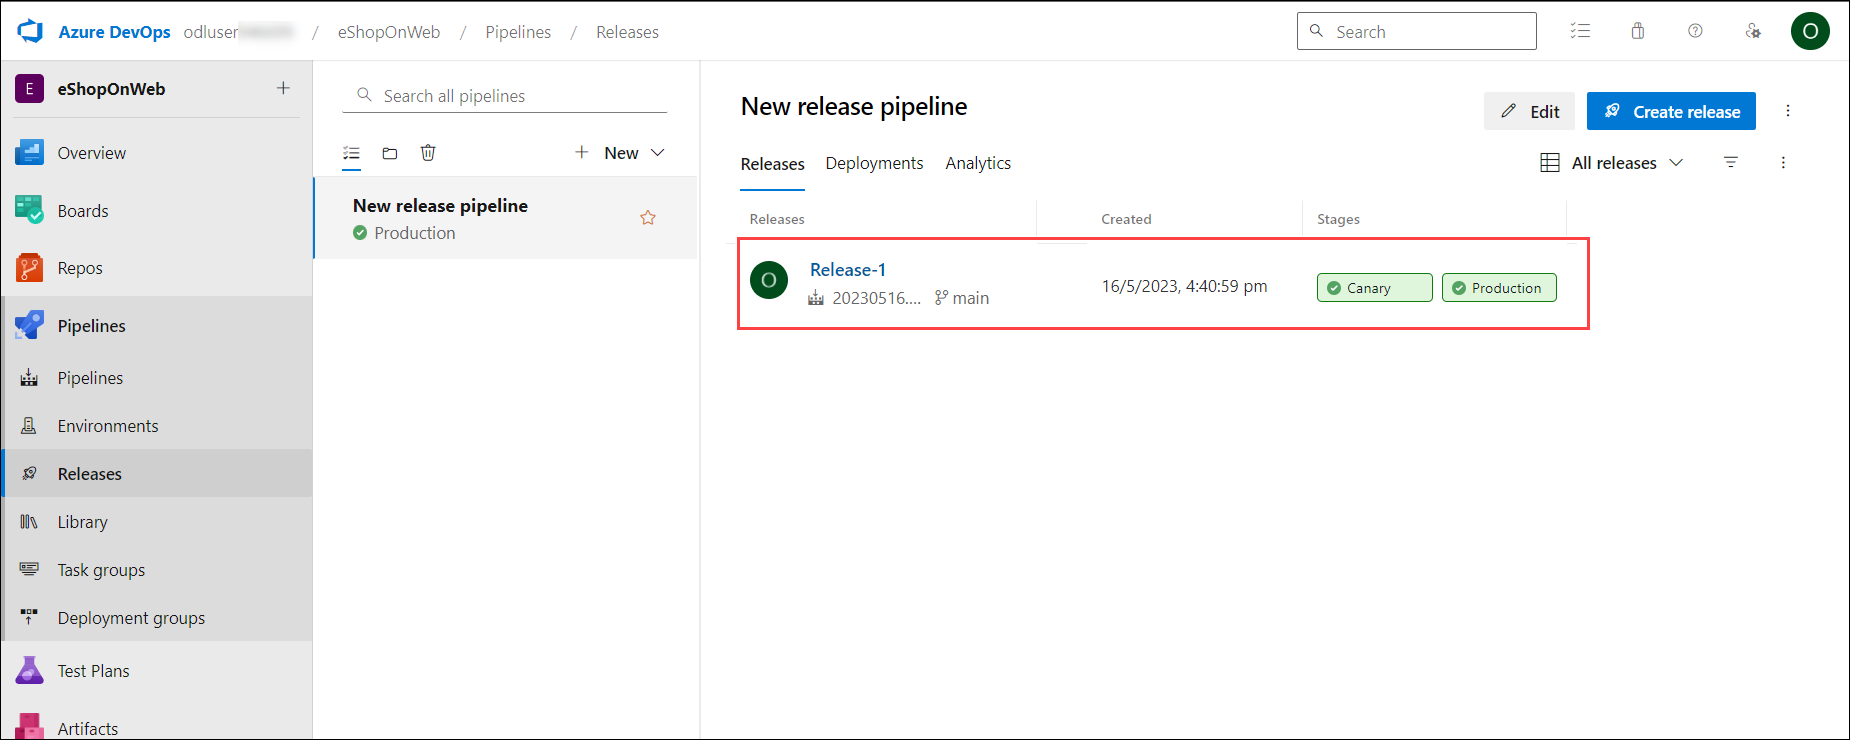 Azure DevOps odluser / eShopOnWeb / Pipelines / Releases
Search
O
E eShopOnWeb
Overview
Boards
Repos
Pipelines
Pipelines
Environments
Releases
Library
Task groups
Deployment groups
Test Plans
Artifacts
Search all pipelines
New
New release pipeline
Production
New release pipeline
Edit
Create release
Releases Deployments Analytics
All releases
Releases Created Stages
O
Release-1
20230516.... main
16/5/2023, 4:40:59 pm
Canary Production